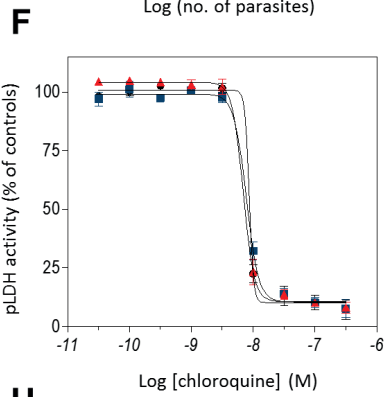 Log (no. of parasites)
F
pLDH activity (% of controls)
100
75
50
25
0
-11 -10 -9 -8 -7 -6
Log [chloroquine] (M)